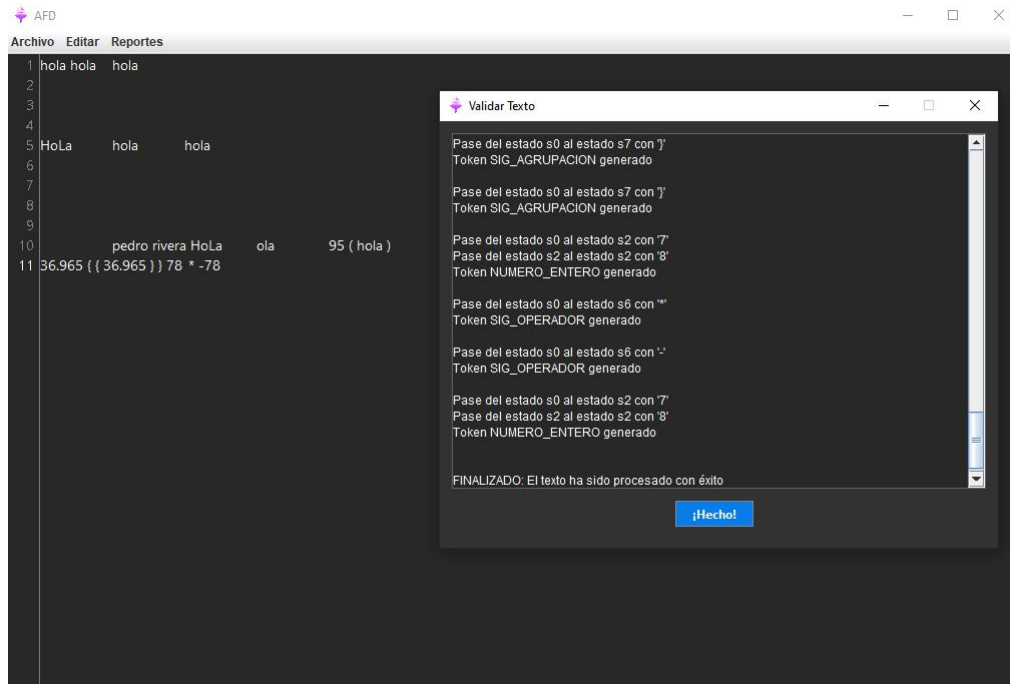 AFD
Archivo Editar Reportes
1 hola hola hola
2
3
4
5 HoLa hola hola
6
7
8
9
10 pedro rivera HoLa ola 95 ( hola )
11 36.965 { { 36.965 } } 78 * -78
Validar Texto
Pase del estado s0 al estado s7 con '}'
Token SIG_AGRUPACION generado
Pase del estado s0 al estado s7 con '}'
Token SIG_AGRUPACION generado
Pase del estado s0 al estado s2 con '7'
Pase del estado s2 al estado s2 con '8'
Token NUMERO_ENTERO generado
Pase del estado s0 al estado s6 con '*'
Token SIG_OPERADOR generado
Pase del estado s0 al estado s6 con '-'
Token SIG_OPERADOR generado
Pase del estado s0 al estado s2 con '7'
Pase del estado s2 al estado s2 con '8'
Token NUMERO_ENTERO generado
FINALIZADO: El texto ha sido procesado con éxito
¡Hecho!